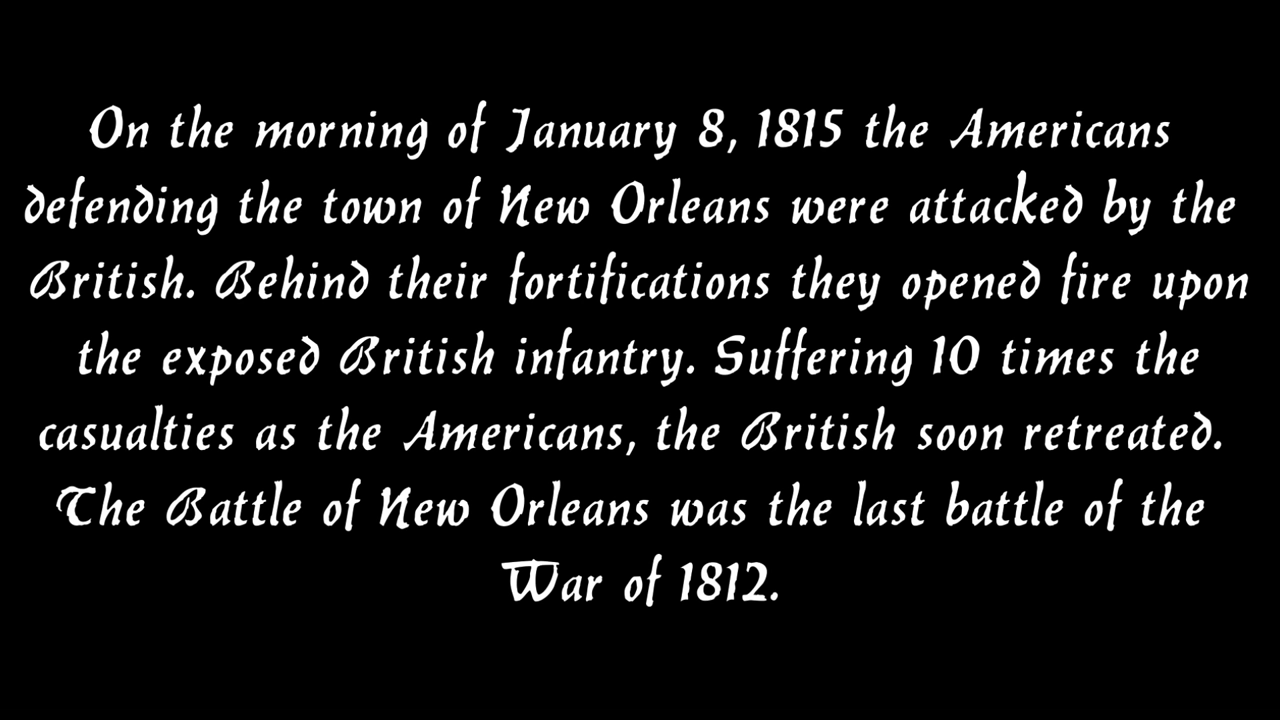 On the morning of January 8, 1815 the Americans
defending the town of New Orleans were attacked by the
British. Behind their fortifications they opened fire upon
the exposed British infantry. Suffering 10 times the
casualties as the Americans, the British soon retreated.
The Battle of New Orleans was the last battle of the
War of 1812.